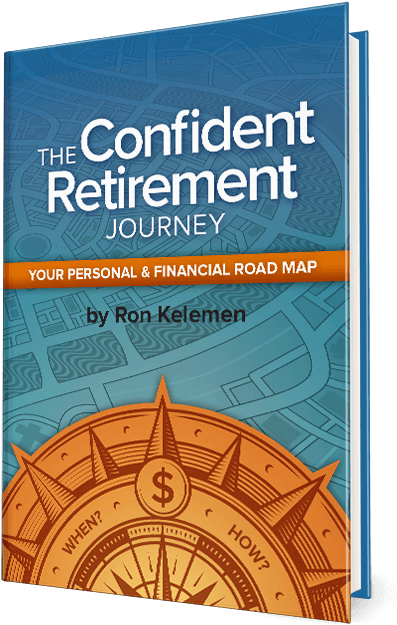 THE Confident
Retirement
JOURNEY
YOUR PERSONAL & FINANCIAL ROAD MAP
by Ron Kelemen
$
WHEN?
HOW?